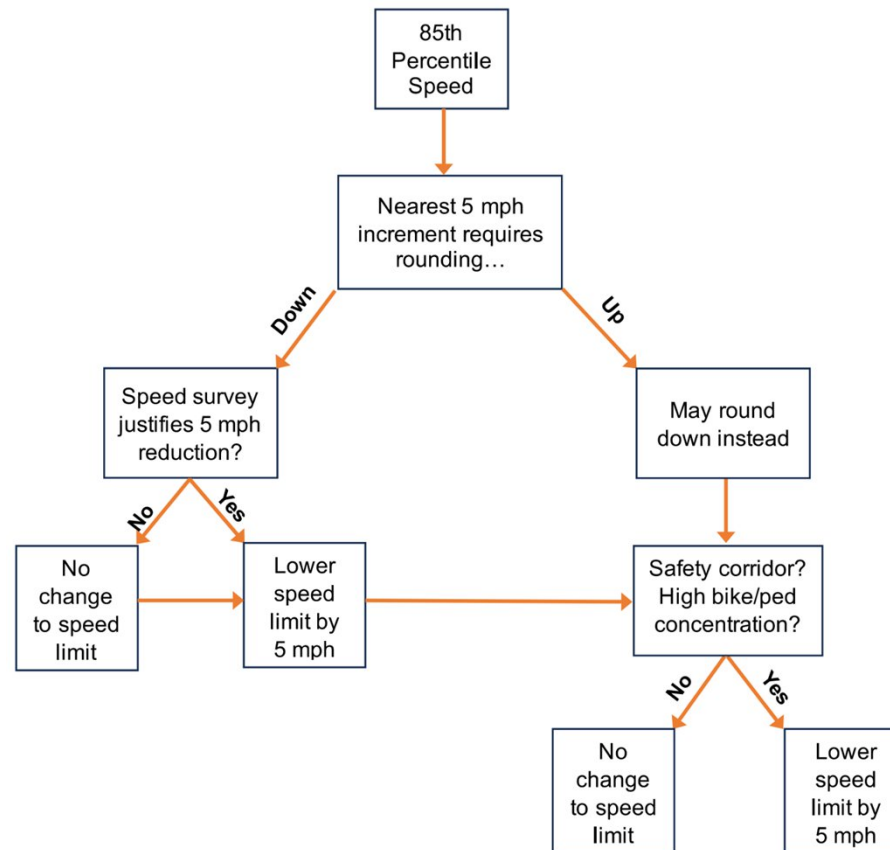 85th
Percentile
Speed
Nearest 5 mph
increment requires
rounding…
Down
Up
Speed survey
justifies 5 mph
reduction?
May round
down instead
No
Yes
No
change
to speed
limit
Lower
speed
limit by
5 mph
Safety corridor?
High bike/ped
concentration?
No
Yes
No
change
to speed
limit
Lower
speed
limit by
5 mph